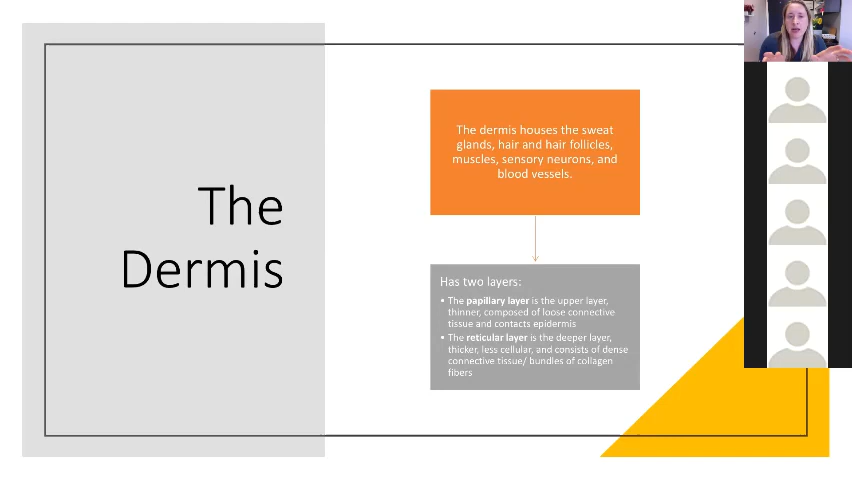 The
Dermis
The dermis houses the sweat
glands, hair and hair follicles,
muscles, sensory neurons, and
blood vessels.
Has two layers:
• The papillary layer is the upper layer,
thinner, composed of loose connective
tissue and contacts epidermis
• The reticular layer is the deeper layer,
thicker, less cellular, and consists of dense
connective tissue/ bundles of collagen
fibers